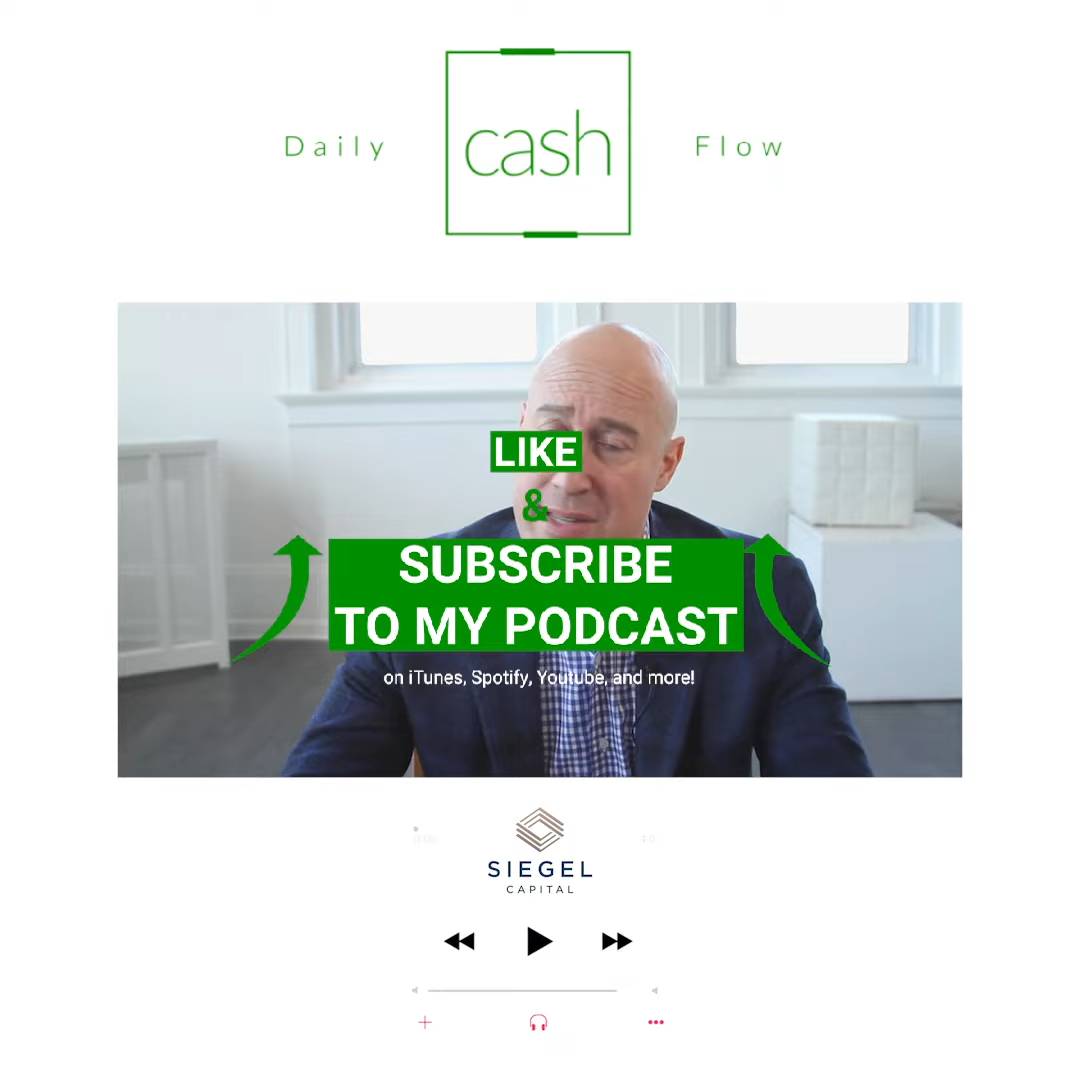 Daily cash Flow
LIKE
&
SUBSCRIBE
TO MY PODCAST
on iTunes, Spotify, Youtube, and more!
SIEGEL
CAPITAL